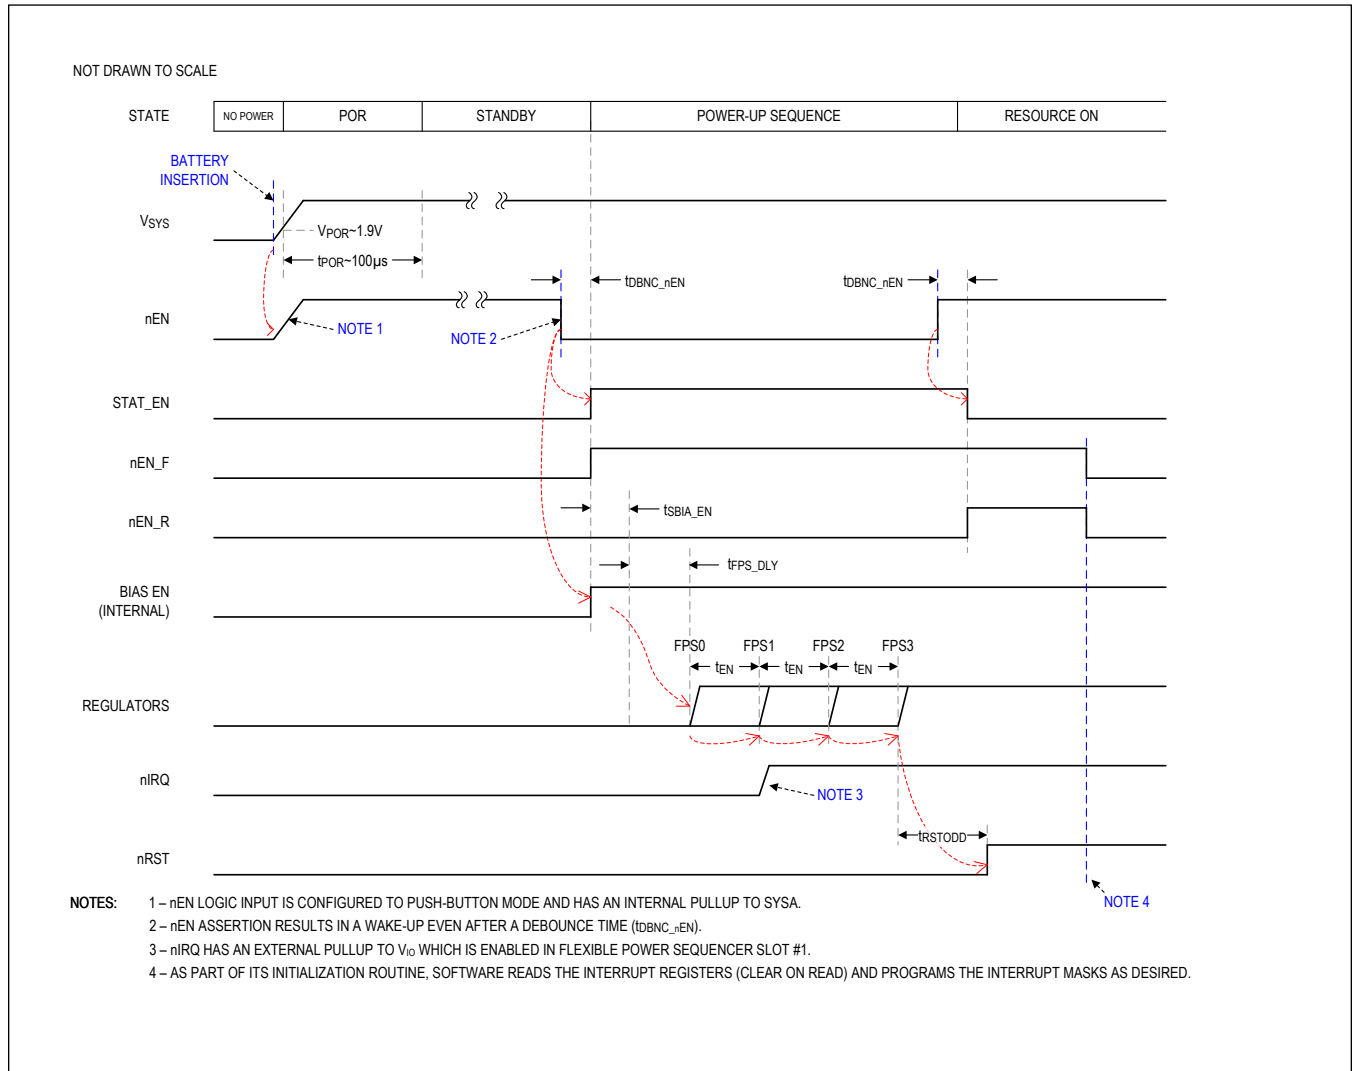 NOT DRAWN TO SCALE
STATE NO POWER POR STANDBY POWER-UP SEQUENCE RESOURCE ON
BATTERY
INSERTION
VSYS
VPOR~1.9V
tPOR~100µs
tDBNC_nEN tDBNC_nEN
nEN
NOTE 1
NOTE 2
STAT_EN
nEN_F
nEN_R
tSBIA_EN
tFPS_DLY
BIAS EN
(INTERNAL)
FPS0 FPS1 FPS2 FPS3
tEN tEN tEN
REGULATORS
nIRQ
NOTE 3
tRSTODD
nRST
NOTE 4
NOTES: 1 – nEN LOGIC INPUT IS CONFIGURED TO PUSH-BUTTON MODE AND HAS AN INTERNAL PULLUP TO SYSA.
2 – nEN ASSERTION RESULTS IN A WAKE-UP EVEN AFTER A DEBOUNCE TIME (tDBNC_nEN).
3 – nIRQ HAS AN EXTERNAL PULLUP TO VIO WHICH IS ENABLED IN FLEXIBLE POWER SEQUENCER SLOT #1.
4 – AS PART OF ITS INITIALIZATION ROUTINE, SOFTWARE READS THE INTERRUPT REGISTERS (CLEAR ON READ) AND PROGRAMS THE INTERRUPT MASKS AS DESIRED.